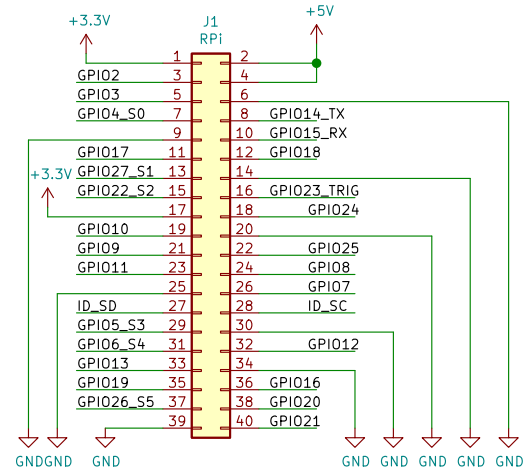 +3.3V J1 +5V
RPi
1 2
GPIO2 3 4
GPIO3 5 6
GPIO4_S0 7 8 GPIO14_TX
9 10 GPIO15_RX
GPIO17 11 12 GPIO18
GPIO27_S1 13 14
+3.3V GPIO22_S2 15 16 GPIO23_TRIG
17 18 GPIO24
GPIO10 19 20
GPIO9 21 22 GPIO25
GPIO11 23 24 GPIO8
25 26 GPIO7
ID_SD 27 28 ID_SC
GPIO5_S3 29 30
GPIO6_S4 31 32 GPIO12
GPIO13 33 34
GPIO19 35 36 GPIO16
GPIO26_S5 37 38 GPIO20
39 40 GPIO21
GND GND GND GND GND GND GND GND